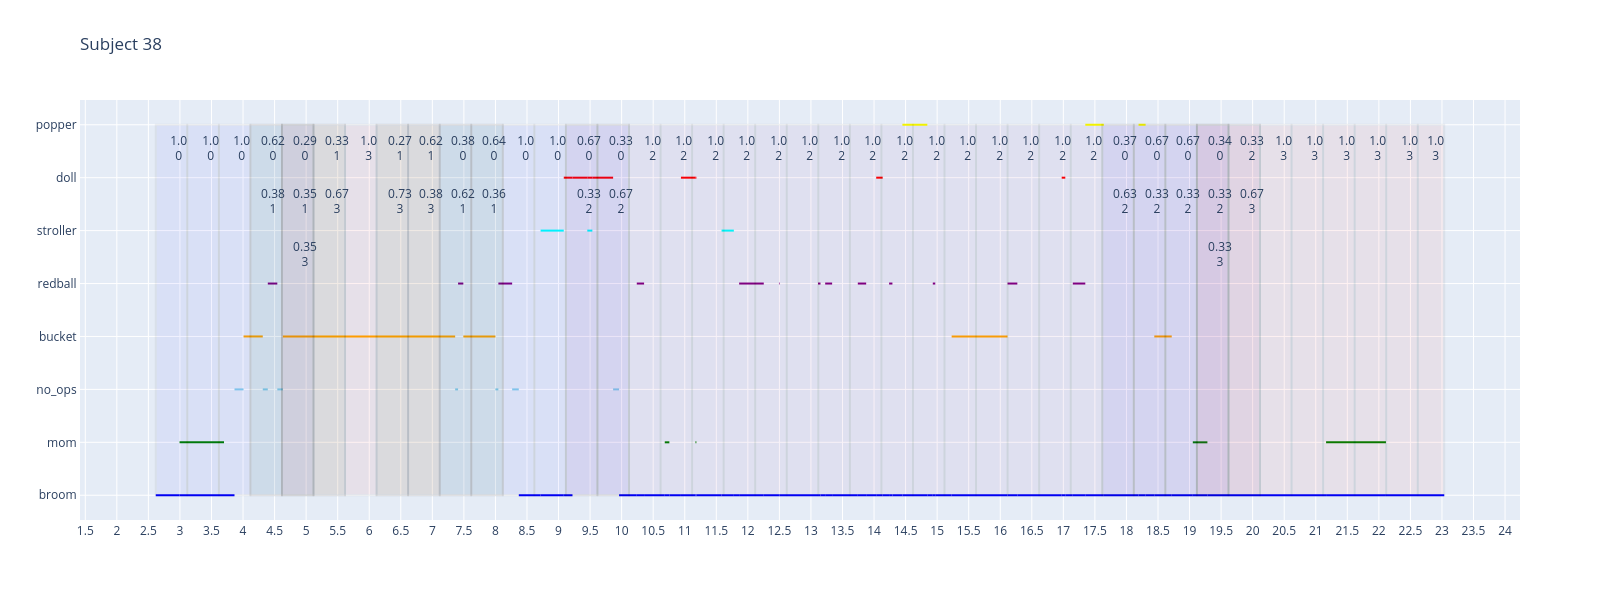 Subject 38
popper
1.0 1.0 1.0 0.62 0.29 0.33 1.0 0.27 0.62 0.38 0.64 1.0 1.0 0.67 0.33 1.0 1.0 1.0 1.0 1.0 1.0 1.0 1.0 1.0 1.0 1.0 1.0 1.0 1.0 1.0 0.37 0.67 0.67 0.34 0.33 1.0 1.0 1.0 1.0 1.0 1.0
0 0 0 0 0 1 3 1 1 0 0 0 0 0 0 2 2 2 2 2 2 2 2 2 2 2 2 2 2 2 0 0 0 0 2 3 3 3 3 3 3
doll
0.38 0.35 0.67 0.73 0.38 0.62 0.36 0.33 0.67 0.63 0.33 0.33 0.33 0.67
1 1 3 3 3 1 1 2 2 2 2 2 2 3
stroller
0.35 0.33
3 3
redball
bucket
no_ops
mom
broom
1.5 2 2.5 3 3.5 4 4.5 5 5.5 6 6.5 7 7.5 8 8.5 9 9.5 10 10.5 11 11.5 12 12.5 13 13.5 14 14.5 15 15.5 16 16.5 17 17.5 18 18.5 19 19.5 20 20.5 21 21.5 22 22.5 23 23.5 24